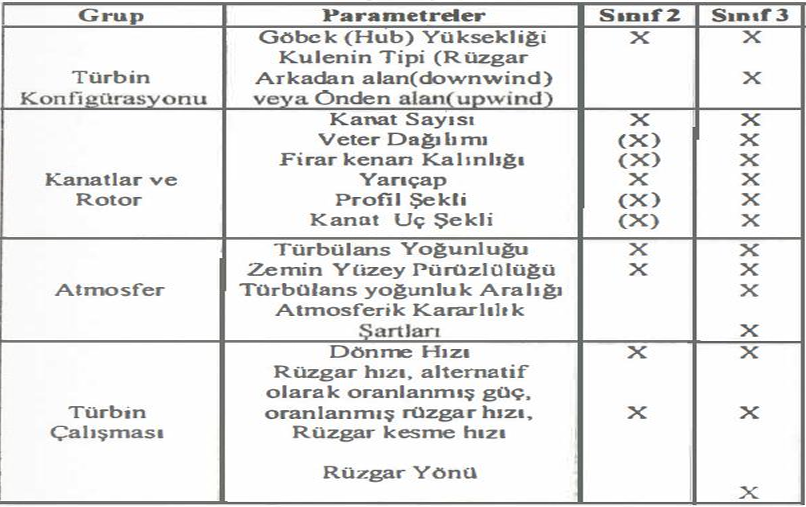 Grup Parametreler Sınıf 2 Sınıf 3
Göbek (Hub) Yüksekliği X X
Kulenin Tipi (Rüzgar
Türbin Arkadan alan(downwind) X
Konfigürasyonu veya Önden alan(upwind)
Kanat Sayısı X X
Veter Dağılımı (X) X
Firar kenarı Kalınlığı (X) X
Kanatlar ve Yarıçap X X
Rotor Profil Şekli (X) X
Kanat Uç Şekli (X) X
Türbülans Yoğunluğu X X
Zemin Yüzey Pürüzlülüğü X X
Atmosfer Türbülans yoğunluk Aralığı X
Atmosferik Kararlılık
Şartları X
Dönme Hızı X X
Rüzgar hızı, alternatif
olarak oranlanmış güç,
Türbin oranlanmış rüzgar hızı, X X
Çalışması Rüzgar kesme hızı
Rüzgar Yönü
X